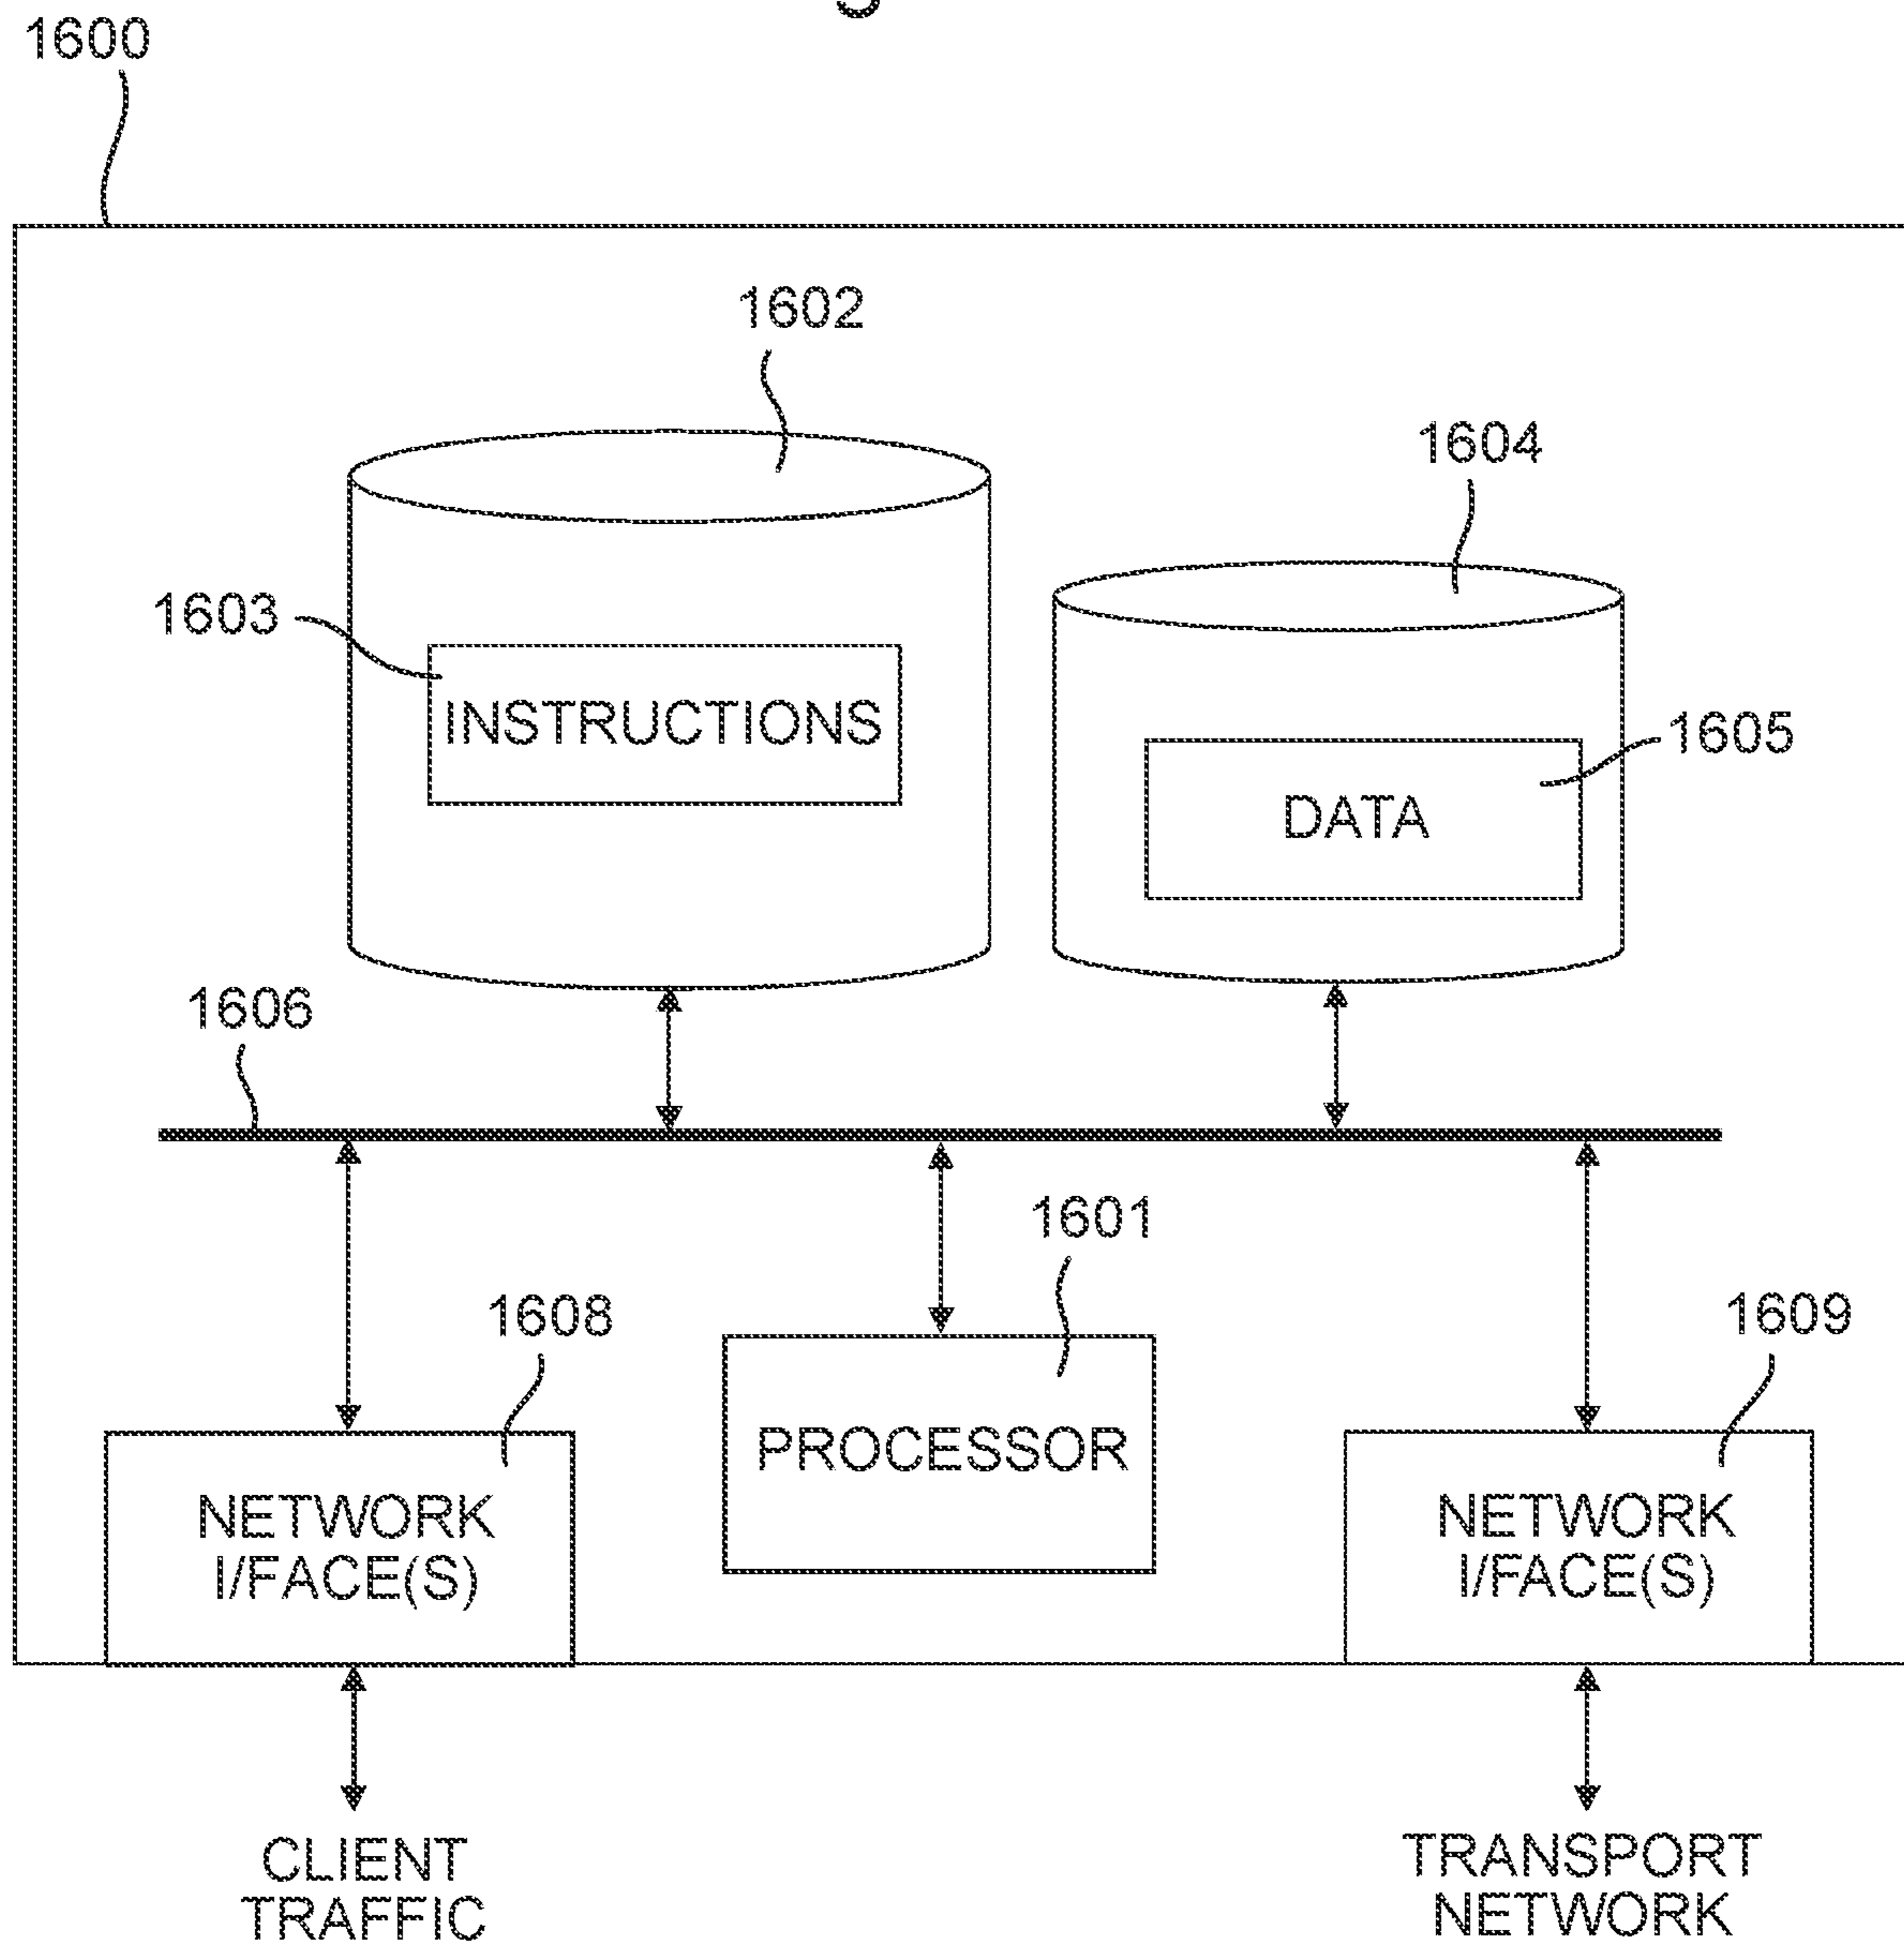 1600
1602
1604
1603
INSTRUCTIONS
1605
DATA
1606
1601
1608
1609
PROCESSOR
NETWORK
I/FACE(S)
NETWORK
I/FACE(S)
CLIENT
TRAFFIC
TRANSPORT
NETWORK